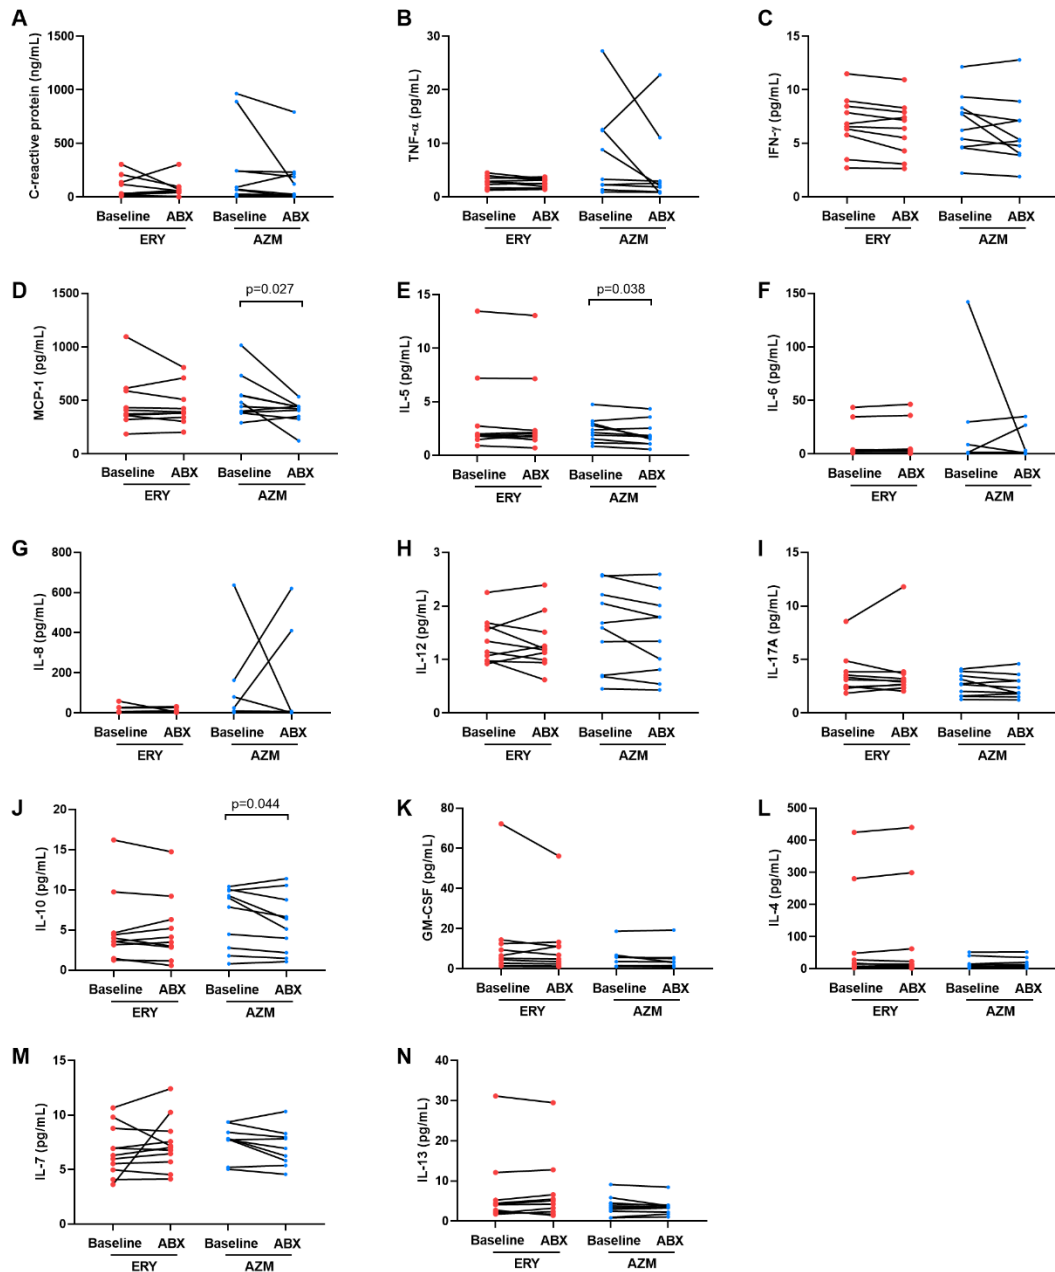 A
C-reactive protein (ng/mL)
1500
1000
500
0
Baseline ABX Baseline ABX
ERY AZM
B
TNF-α (pg/mL)
30
20
10
0
Baseline ABX Baseline ABX
ERY AZM
C
IFN-γ (pg/mL)
15
10
5
0
Baseline ABX Baseline ABX
ERY AZM
D
MCP-1 (pg/mL)
1500
1000
500
0
p=0.027
Baseline ABX Baseline ABX
ERY AZM
E
IL-5 (pg/mL)
15
10
5
0
p=0.038
Baseline ABX Baseline ABX
ERY AZM
F
IL-6 (pg/mL)
150
100
50
0
Baseline ABX Baseline ABX
ERY AZM
G
IL-8 (pg/mL)
800
600
400
200
0
Baseline ABX Baseline ABX
ERY AZM
H
IL-12 (pg/mL)
3
2
1
0
Baseline ABX Baseline ABX
ERY AZM
I
IL-17A (pg/mL)
15
10
5
0
Baseline ABX Baseline ABX
ERY AZM
J
IL-10 (pg/mL)
20
15
10
5
0
p=0.044
Baseline ABX Baseline ABX
ERY AZM
K
GM-CSF (pg/mL)
80
60
40
20
0
Baseline ABX Baseline ABX
ERY AZM
L
IL-4 (pg/mL)
500
400
300
200
100
0
Baseline ABX Baseline ABX
ERY AZM
M
IL-7 (pg/mL)
15
10
5
0
Baseline ABX Baseline ABX
ERY AZM
N
IL-13 (pg/mL)
40
30
20
10
0
Baseline ABX Baseline ABX
ERY AZM